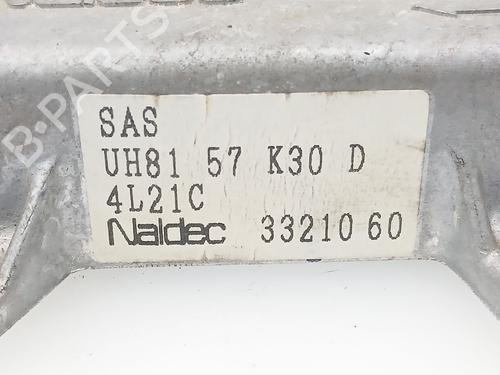 B-PARTS
SAS
UH81 57 K30 D
4L21C
Naldec 3321060